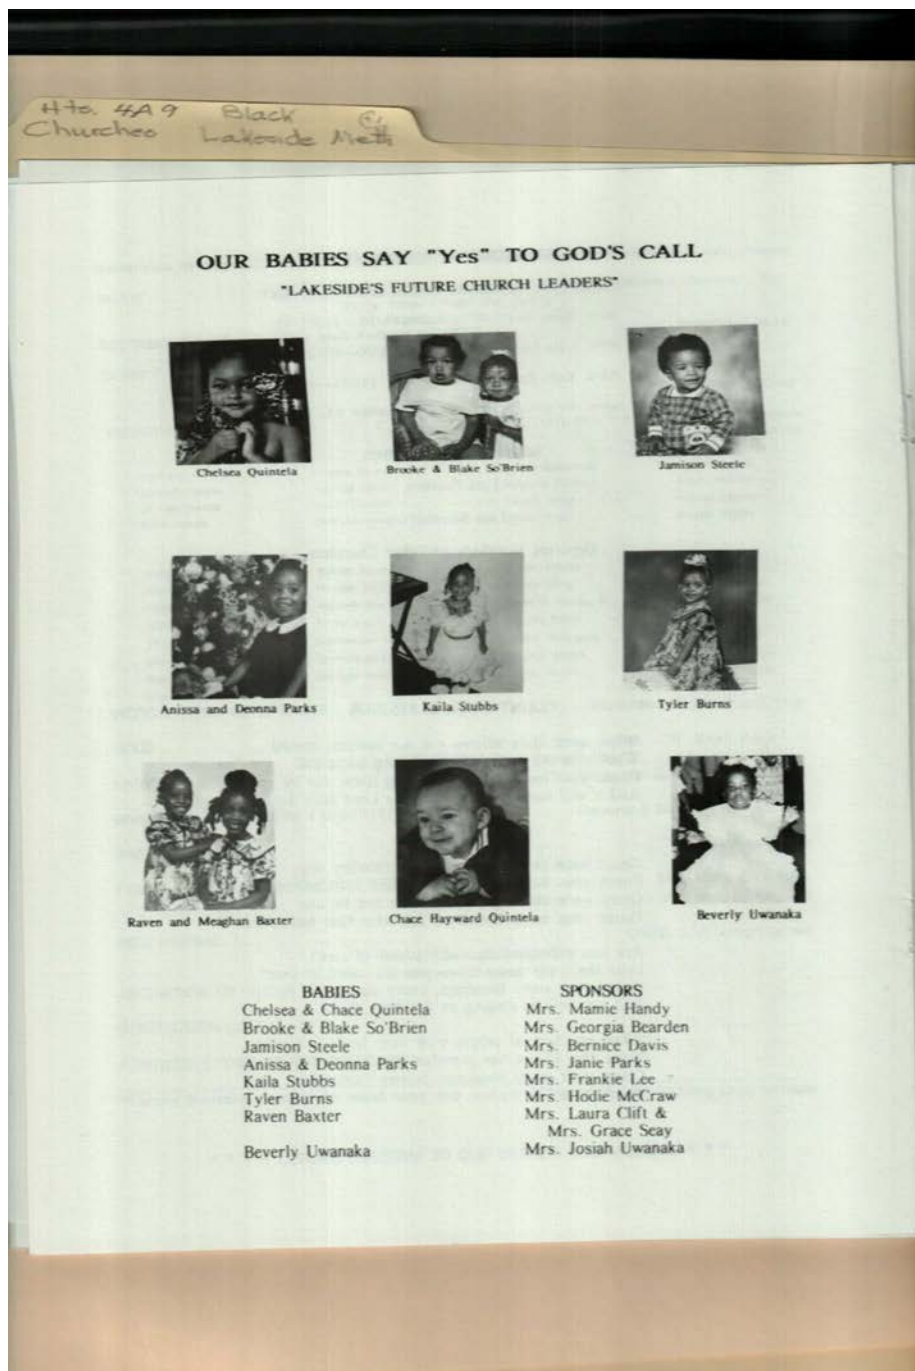 Hto. 4A9 Black
Churches Lakeside Meth
OUR BABIES SAY "Yes" TO GOD'S CALL
"LAKESIDE'S FUTURE CHURCH LEADERS"
Chelsea Quintela
Brooke & Blake So'Brien
Jamison Steele
Anissa and Deonna Parks
Kaila Stubbs
Tyler Burns
Raven and Meaghan Baxter
Chace Hayward Quintela
Beverly Uwanaka
BABIES SPONSORS
Chelsea & Chace Quintela Mrs. Mamie Handy
Brooke & Blake So'Brien Mrs. Georgia Bearden
Jamison Steele Mrs. Bernice Davis
Anissa & Deonna Parks Mrs. Janie Parks
Kaila Stubbs Mrs. Frankie Lee
Tyler Burns Mrs. Hodie McCraw
Raven Baxter Mrs. Laura Clift &
Mrs. Grace Seay
Beverly Uwanaka Mrs. Josiah Uwanaka